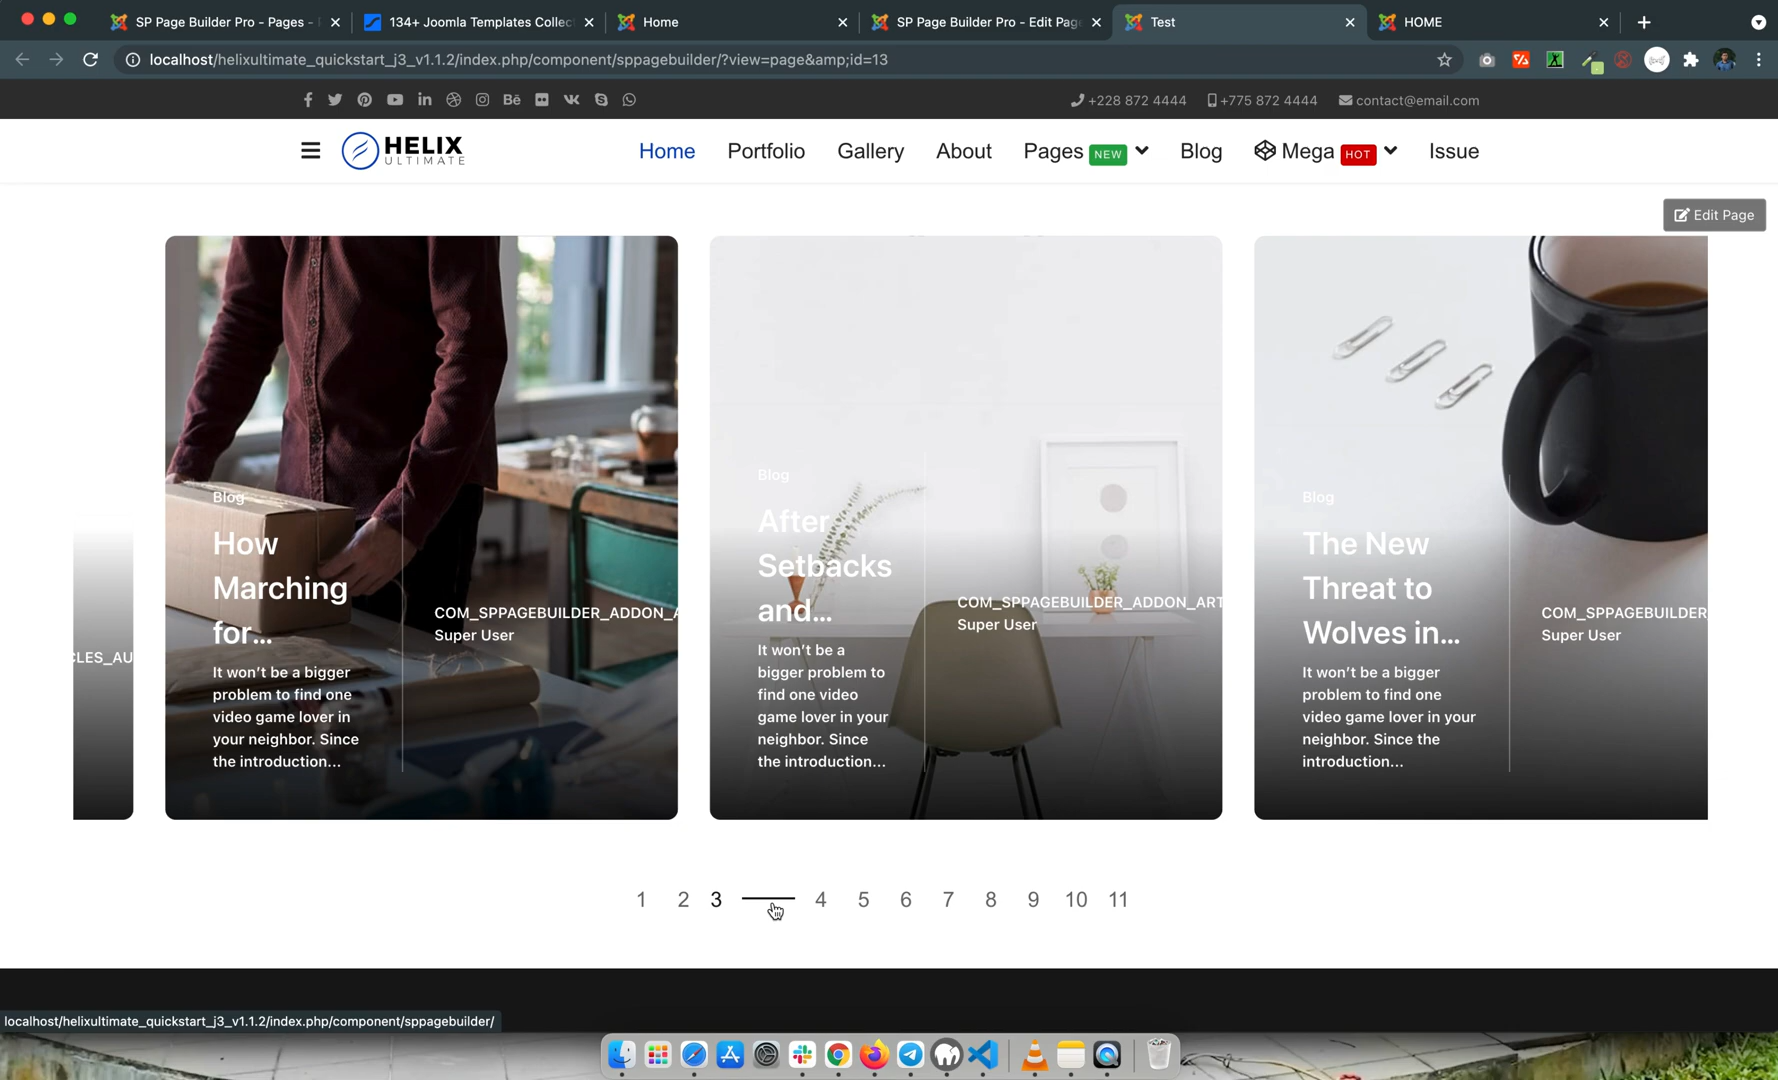 SP Page Builder Pro - Pages -
134+ Joomla Templates Collec
Home
SP Page Builder Pro - Edit Page
Test
HOME
localhost/helixultimate_quickstart_j3_v1.1.2/index.php/component/sppagebuilder/?view=page&amp;id=13
Bē
+228 872 4444
+775 872 4444
contact@email.com
HELIX
ULTIMATE
Home
Portfolio
Gallery
About
Pages NEW
Blog
Mega HOT
Issue
Edit Page
CLES_AU
Blog
How
Marching
for...
It won’t be a bigger
problem to find one
video game lover in
your neighbor. Since
the introduction...
COM_SPPAGEBUILDER_ADDON_A
Super User
Blog
After
Setbacks
and...
It won’t be a
bigger problem to
find one video
game lover in your
neighbor. Since
the introduction...
COM_SPPAGEBUILDER_ADDON_ART
Super User
Blog
The New
Threat to
Wolves in...
It won’t be a bigger
problem to find one
video game lover in your
neighbor. Since the
introduction...
COM_SPPAGEBUILDER
Super User
1 2 3 4 5 6 7 8 9 10 11
localhost/helixultimate_quickstart_j3_v1.1.2/index.php/component/sppagebuilder/